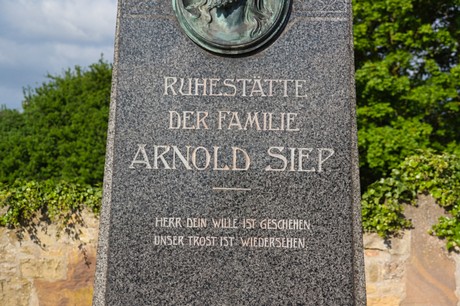 RUHESTÄTTE
DER FAMILIE
ARNOLD SIEP
HERR DEIN WILLE IST GESCHEHEN
UNSER TROST IST WIEDERSEHEN.